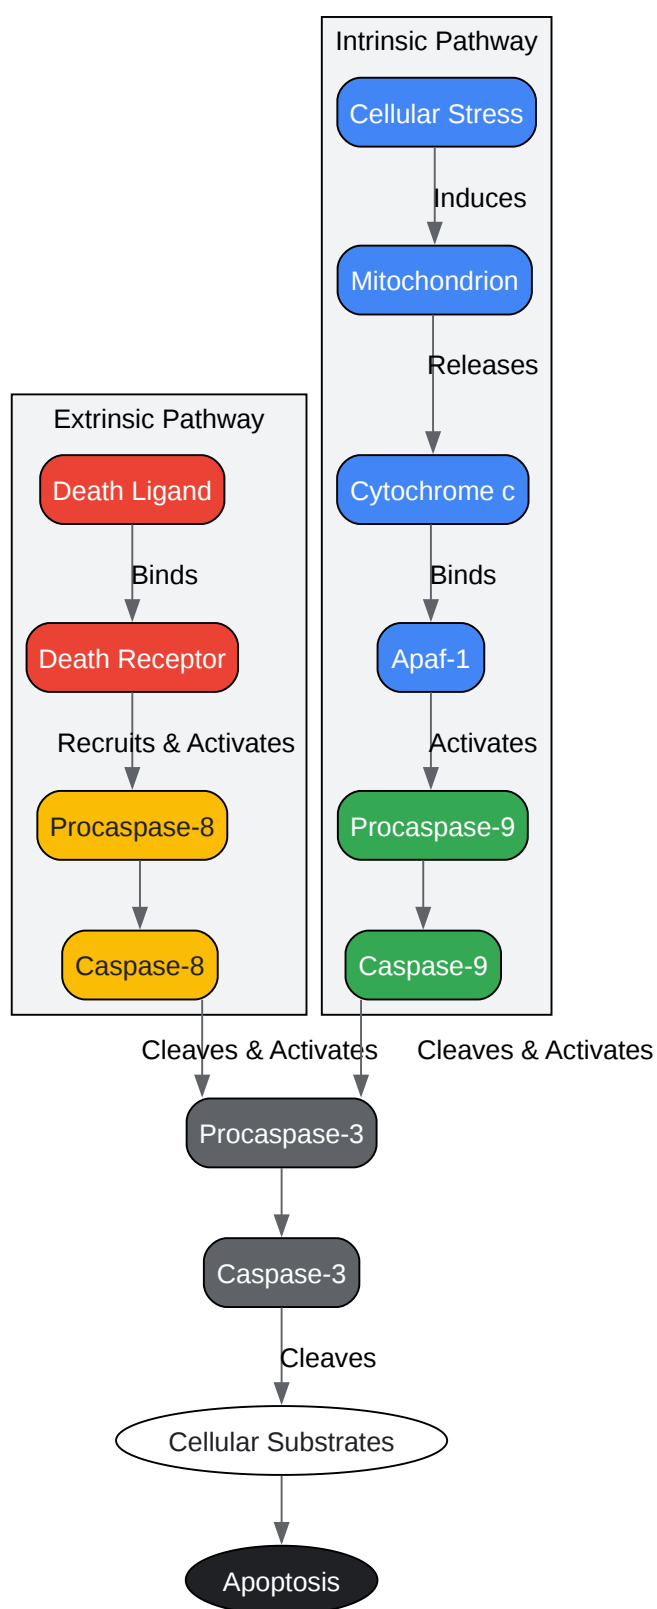 Intrinsic Pathway
Cellular Stress
Induces
Mitochondrion
Releases
Cytochrome c
Binds
Apaf-1
Activates
Procaspase-9
Caspase-9
Extrinsic Pathway
Death Ligand
Binds
Death Receptor
Recruits & Activates
Procaspase-8
Caspase-8
Cleaves & Activates
Cleaves & Activates
Procaspase-3
Caspase-3
Cleaves
Cellular Substrates
Apoptosis